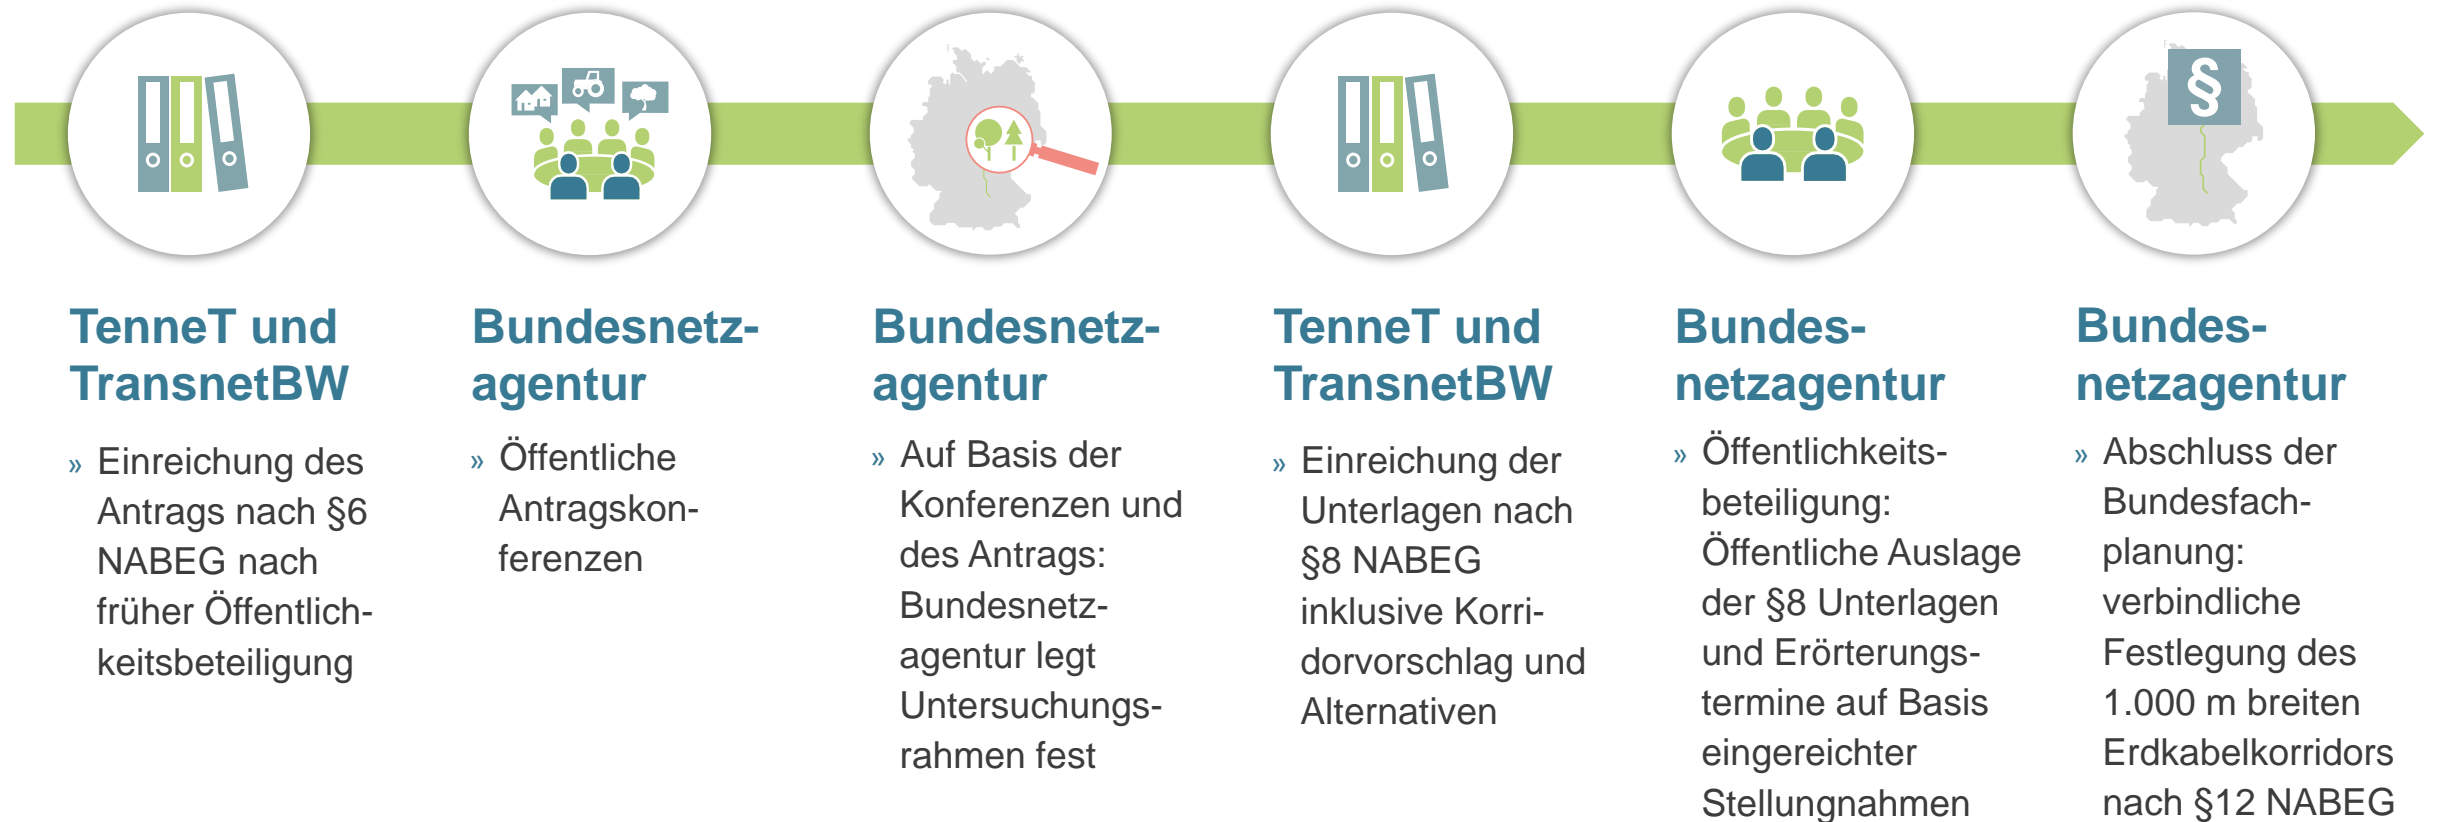 §
TenneT und
TransnetBW
» Einreichung des
Antrags nach §6
NABEG nach
früher Öffentlich-
keitsbeteiligung
Bundesnetz-
agentur
» Öffentliche
Antragskon-
ferenzen
Bundesnetz-
agentur
» Auf Basis der
Konferenzen und
des Antrags:
Bundesnetz-
agentur legt
Untersuchungs-
rahmen fest
TenneT und
TransnetBW
» Einreichung der
Unterlagen nach
§8 NABEG
inklusive Korri-
dorvorschlag und
Alternativen
Bundes-
netzagentur
» Öffentlichkeits-
beteiligung:
Öffentliche Auslage
der §8 Unterlagen
und Erörterungs-
termine auf Basis
eingereichter
Stellungnahmen
Bundes-
netzagentur
» Abschluss der
Bundesfach-
planung:
verbindliche
Festlegung des
1.000 m breiten
Erdkabelkorridors
nach §12 NABEG